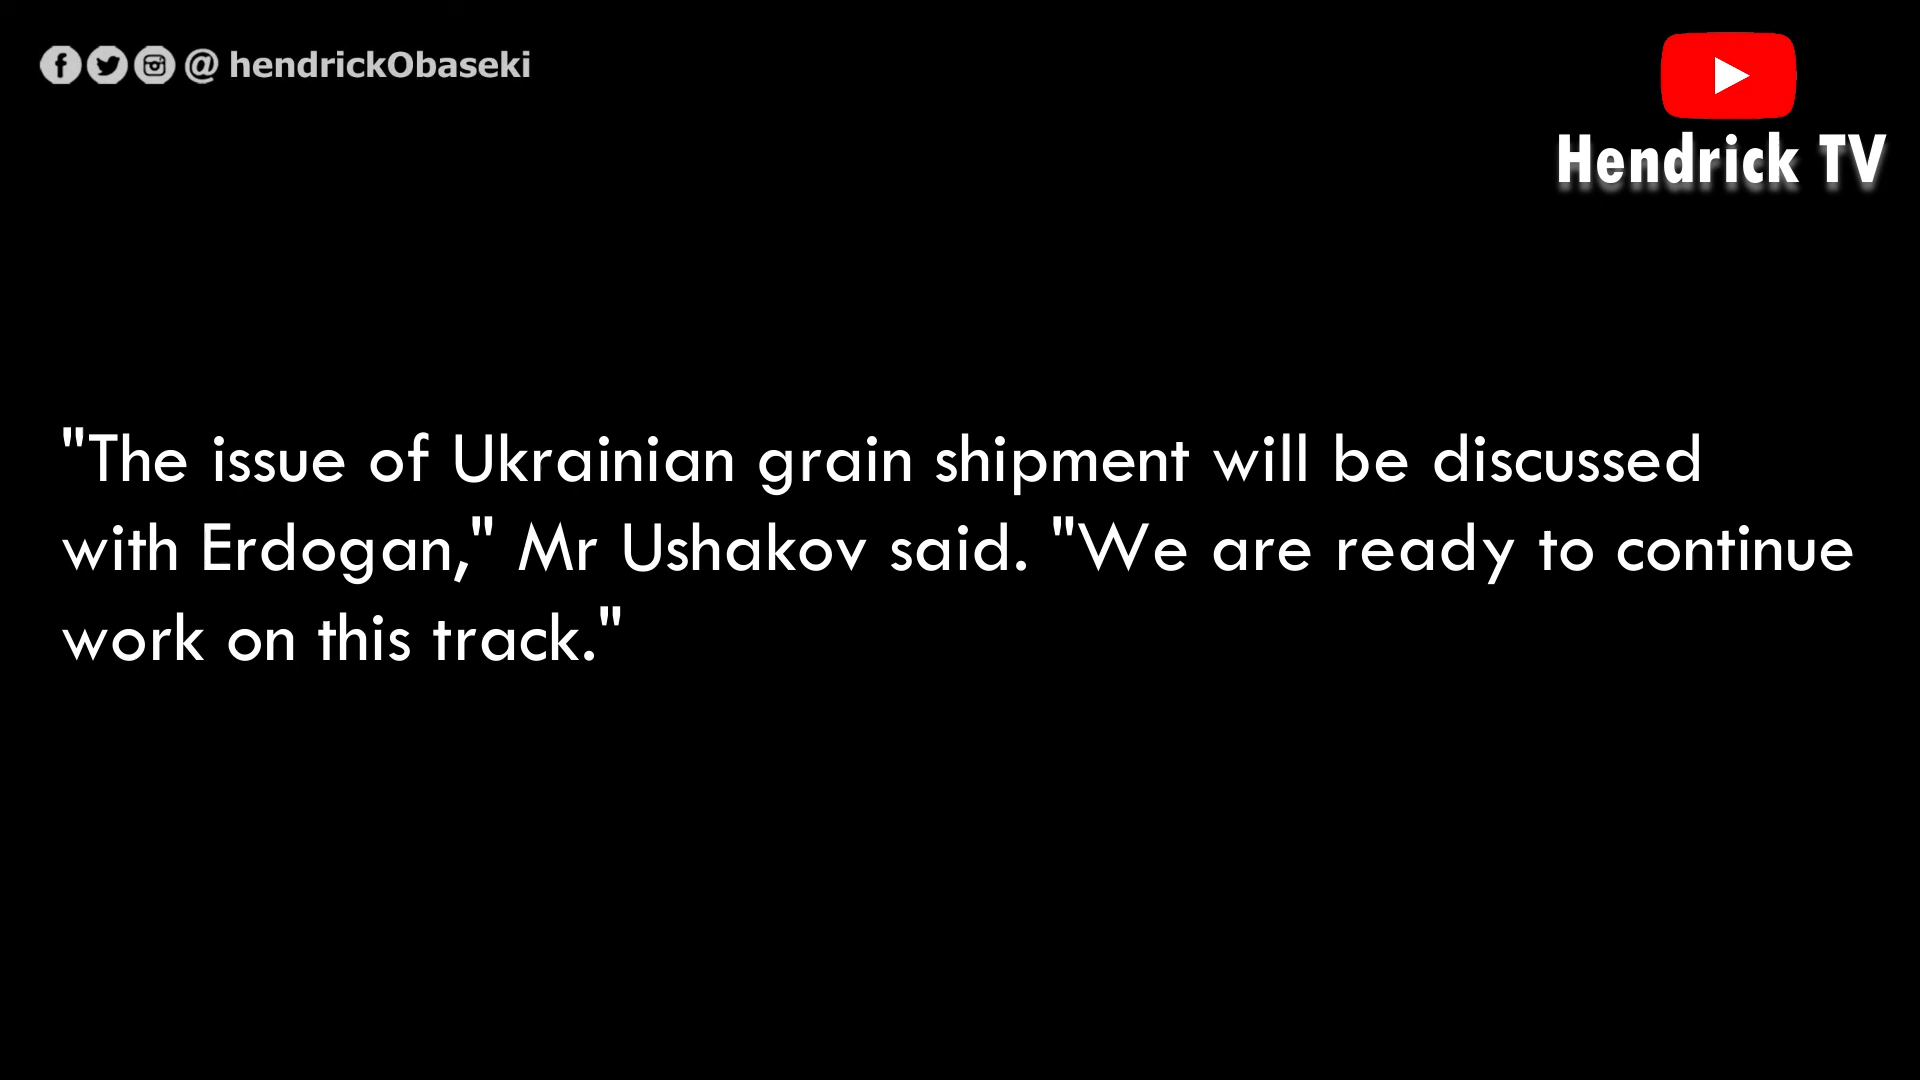 @ hendrickObaseki
Hendrick TV
"The issue of Ukrainian grain shipment will be discussed
with Erdogan," Mr Ushakov said. "We are ready to continue
work on this track."